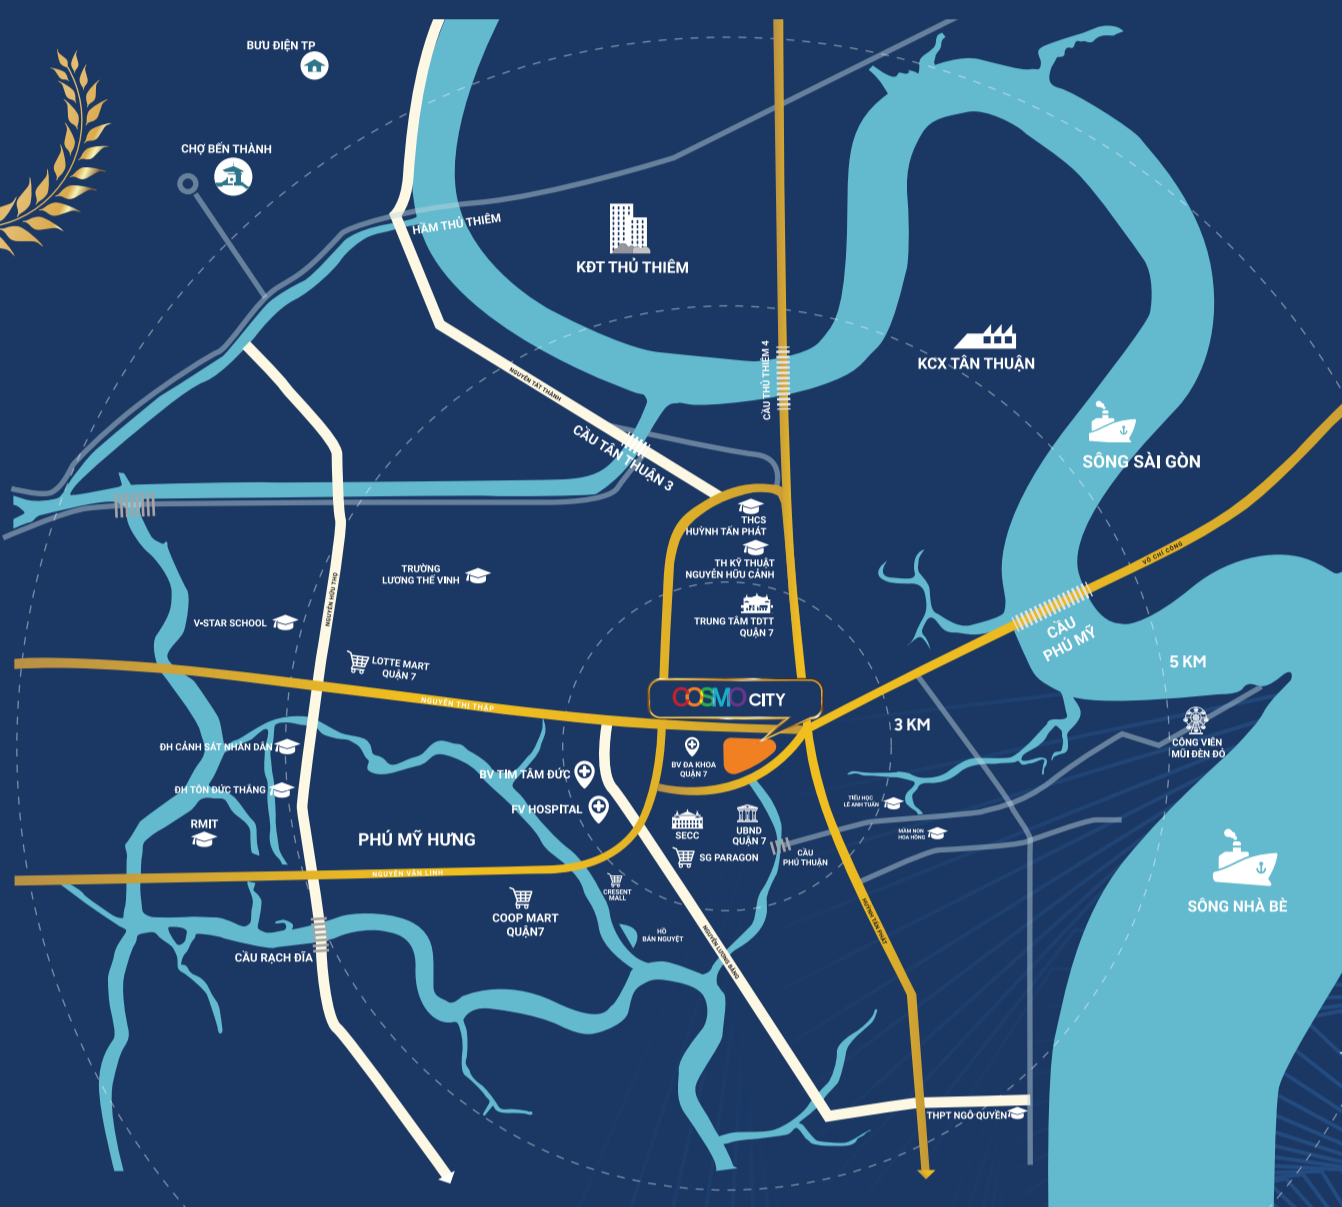 BƯU ĐIỆN TP
CHỢ BẾN THÀNH
HẦM THỦ THIÊM
KĐT THỦ THIÊM
CẦU THỦ THIÊM 4
KCX TÂN THUẬN
NGUYỄN TẤT THÀNH
CẦU TÂN THUẬN 3
SÔNG SÀI GÒN
THCS
HUỲNH TẤN PHÁT
TH KỸ THUẬT
NGUYỄN HỮU CẢNH
VÕ CHÍ CÔNG
TRƯỜNG
LƯƠNG THẾ VINH
NGUYỄN HỮU THỌ
V-STAR SCHOOL
TRUNG TÂM TDTT
QUẬN 7
CẦU
PHÚ MỸ
5 KM
LOTTE MART
QUẬN 7
NGUYỄN THỊ THẬP
COSMO CITY
3 KM
CÔNG VIÊN
MŨI ĐÈN ĐỎ
ĐH CẢNH SÁT NHÂN DÂN
BV TIM TÂM ĐỨC
BV ĐA KHOA
QUẬN 7
ĐH TÔN ĐỨC THẮNG
FV HOSPITAL
TIỂU HỌC
LÊ ANH TUẤN
RMIT
PHÚ MỸ HƯNG
SECC
UBND
QUẬN 7
MẦM NON
HOA HỒNG
SG PARAGON
CẦU
PHÚ THUẬN
NGUYỄN VĂN LINH
CRESENT
MALL
COOP MART
QUẬN7
HỒ
BÁN NGUYỆT
NGUYỄN LƯƠNG BẰNG
HUỲNH TẤN PHÁT
SÔNG NHÀ BÈ
CẦU RẠCH ĐĨA
THPT NGÔ QUYỀN